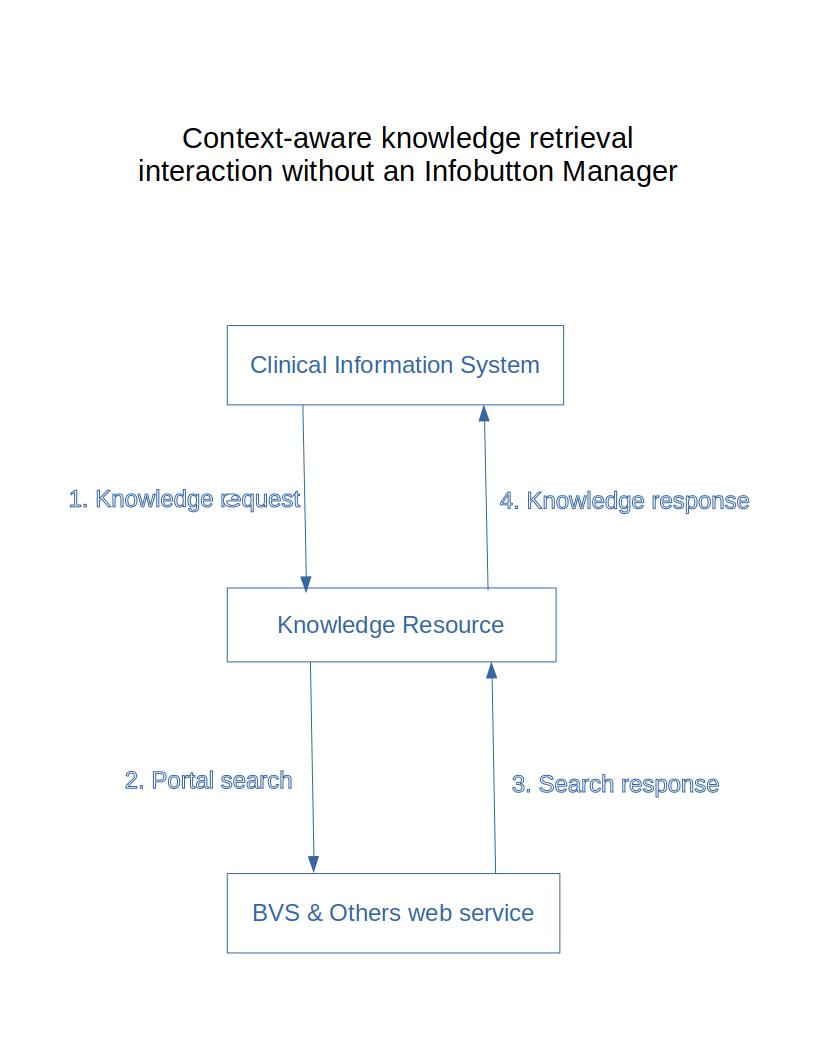 Context-aware knowledge retrieval
interaction without an Infobutton Manager
Clinical Information System
1. Knowledge request
4. Knowledge response
Knowledge Resource
2. Portal search
3. Search response
BVS & Others web service